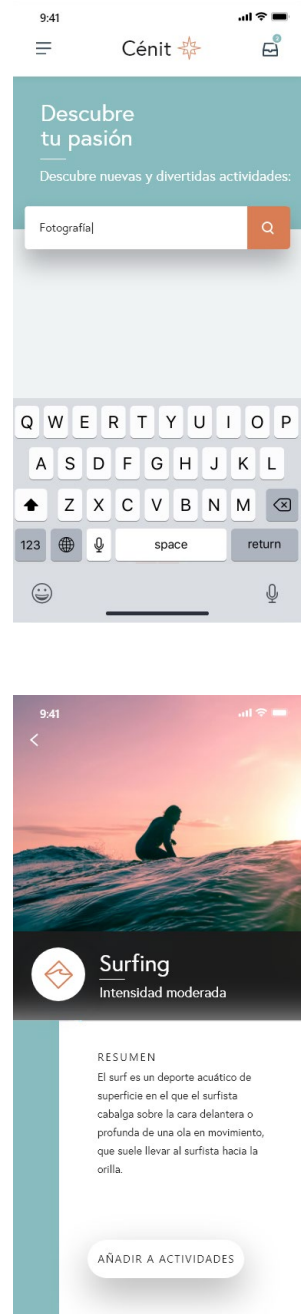 9:41
Cénit
3
Descubre
tu pasión
Descubre nuevas y divertidas actividades:
Fotografía
Q W E R T Y U I O P
A S D F G H J K L
Z X C V B N M
123 space return
9:41
Surfing
Intensidad moderada
RESUMEN
El surf es un deporte acuático de
superficie en el que el surfista
cabalga sobre la cara delantera o
profunda de una ola en movimiento,
que suele llevar al surfista hacia la
orilla.
AÑADIR A ACTIVIDADES